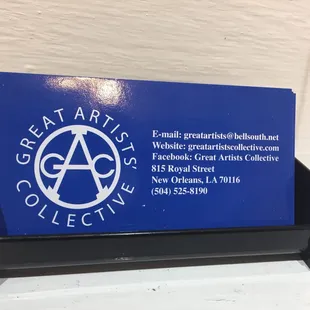 GREAT ARTISTS'
COLLECTIVE
GAC
E-mail: greatartists@bellsouth.net
Website: greatartistscollective.com
Facebook: Great Artists Collective
815 Royal Street
New Orleans, LA 70116
(504) 525-8190